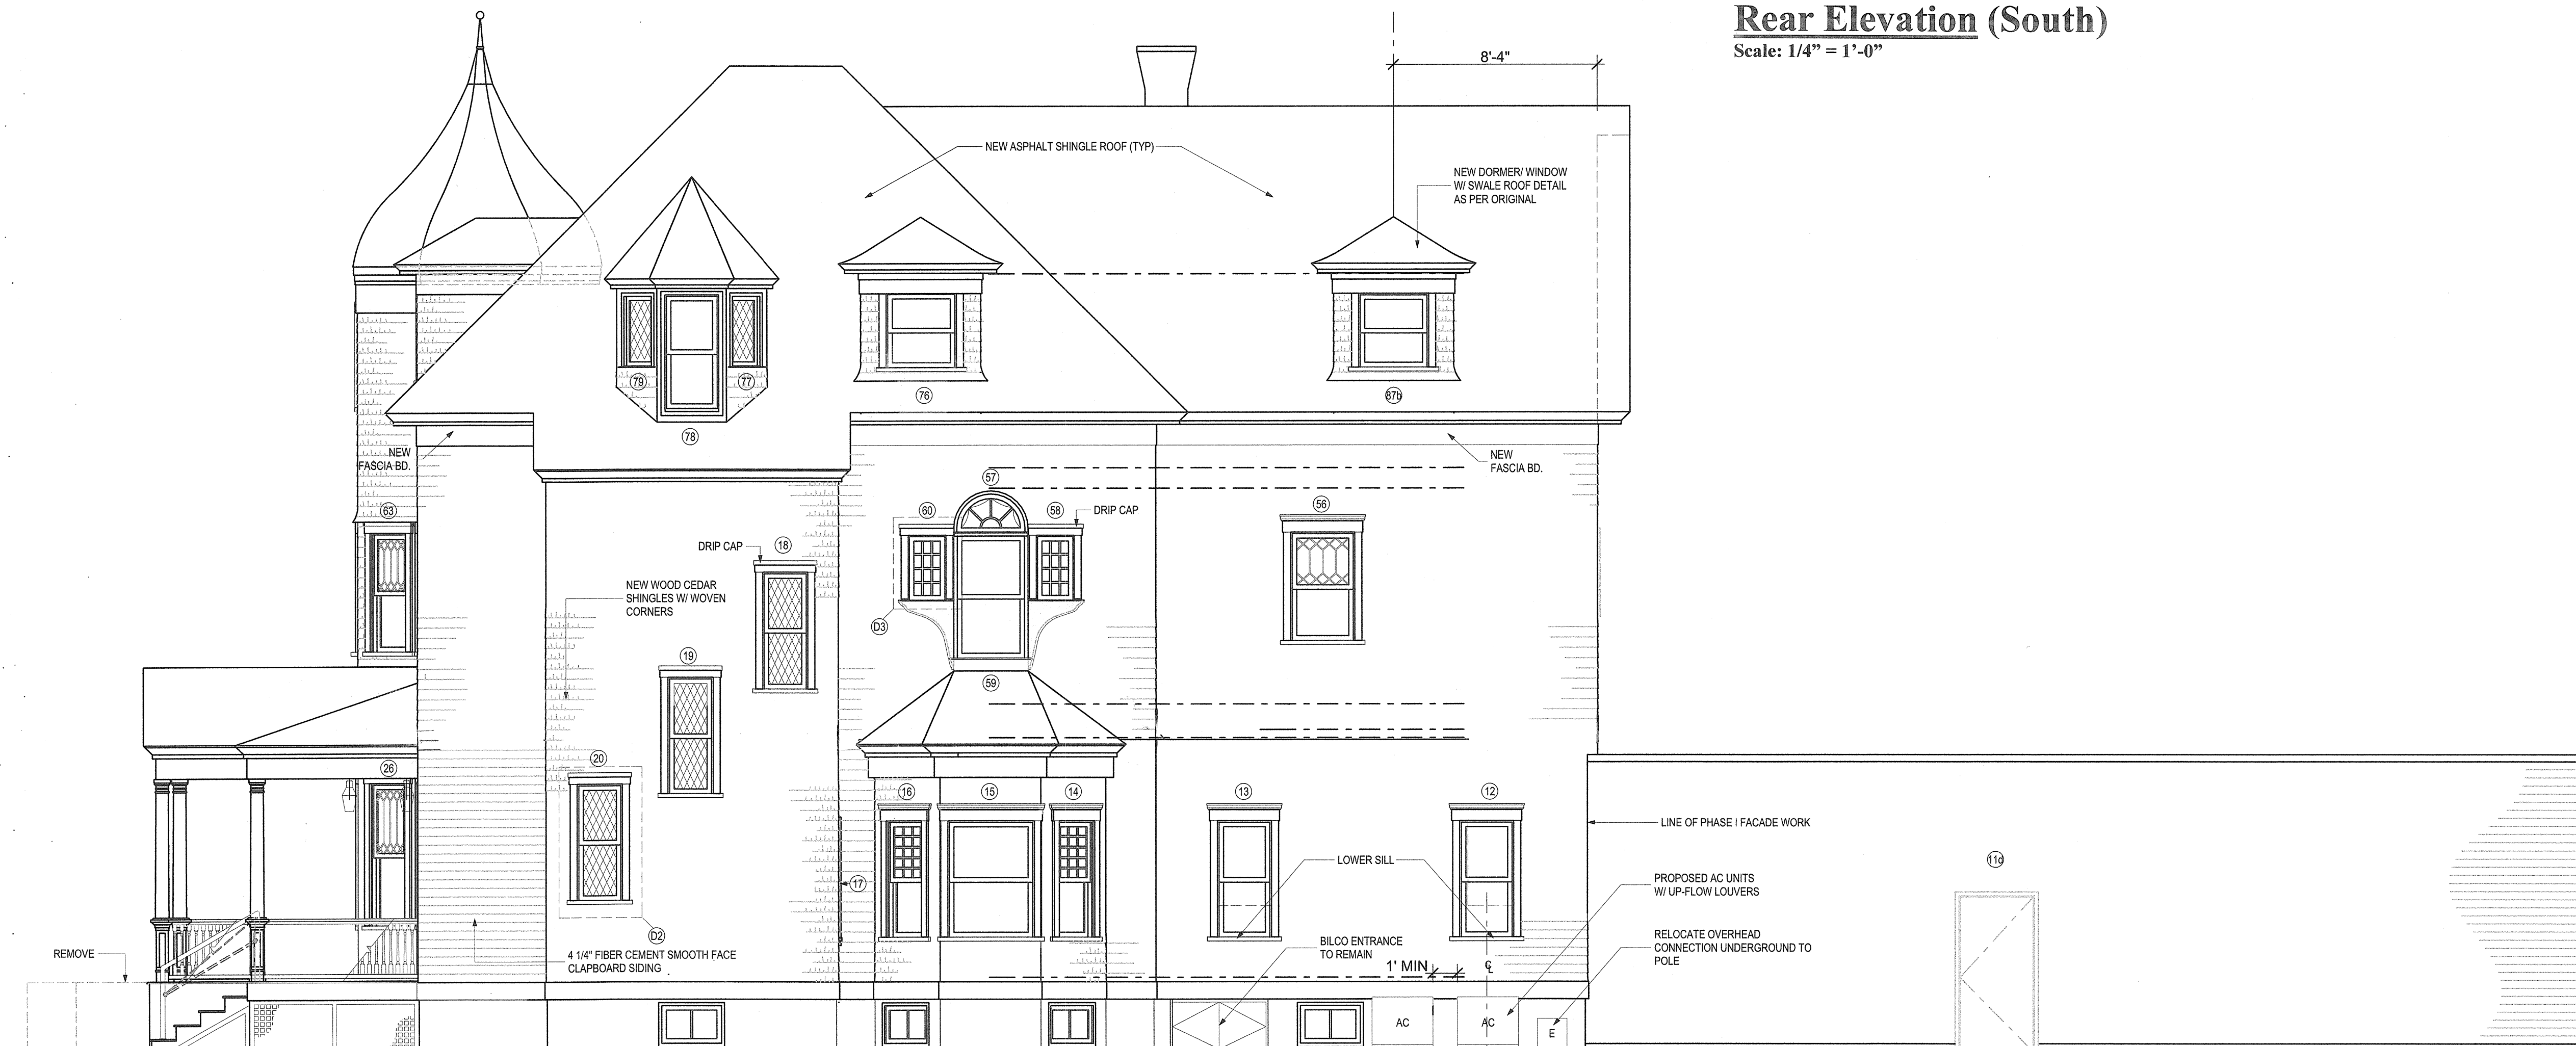 Rear Elevation (South)
Scale: 1/4” = 1’-0”
8'-4"
NEW ASPHALT SHINGLE ROOF (TYP)
NEW DORMER/ WINDOW
W/ SWALE ROOF DETAIL
AS PER ORIGINAL
79
77
76
87b
78
NEW
FASCIA BD.
NEW
FASCIA BD.
57
63
60
58
DRIP CAP
56
DRIP CAP
18
NEW WOOD CEDAR
SHINGLES W/ WOVEN
CORNERS
D3
19
59
20
26
16
15
14
13
12
LINE OF PHASE I FACADE WORK
LOWER SILL
11d
17
PROPOSED AC UNITS
W/ UP-FLOW LOUVERS
D2
REMOVE
4 1/4" FIBER CEMENT SMOOTH FACE
CLAPBOARD SIDING
BILCO ENTRANCE
TO REMAIN
1' MIN
CL
RELOCATE OVERHEAD
CONNECTION UNDERGROUND TO
POLE
AC
AC
E